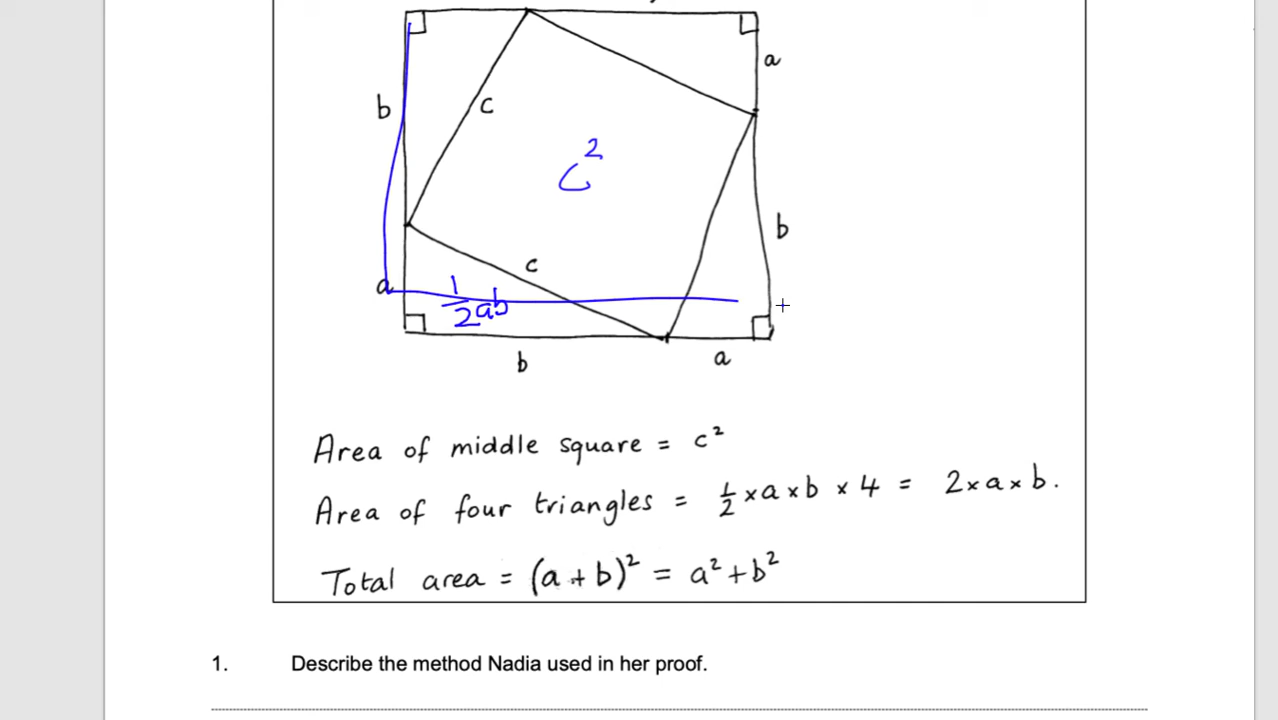 a
b
c
c²
b
c
a
½ab
b
a
Area of middle square = c²
Area of four triangles = ½ × a × b × 4 = 2 × a × b.
Total area = (a + b)² = a² + b²
1. Describe the method Nadia used in her proof.